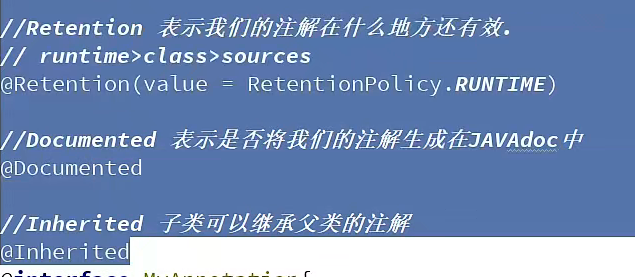 //Retention 表示我们的注解在什么地方还有效.
// runtime>class>sources
@Retention(value = RetentionPolicy.RUNTIME)
//Documented 表示是否将我们的注解生成在JAVAdoc中
@Documented
//Inherited 子类可以继承父类的注解
@Inherited
@interface MyAnnotation{